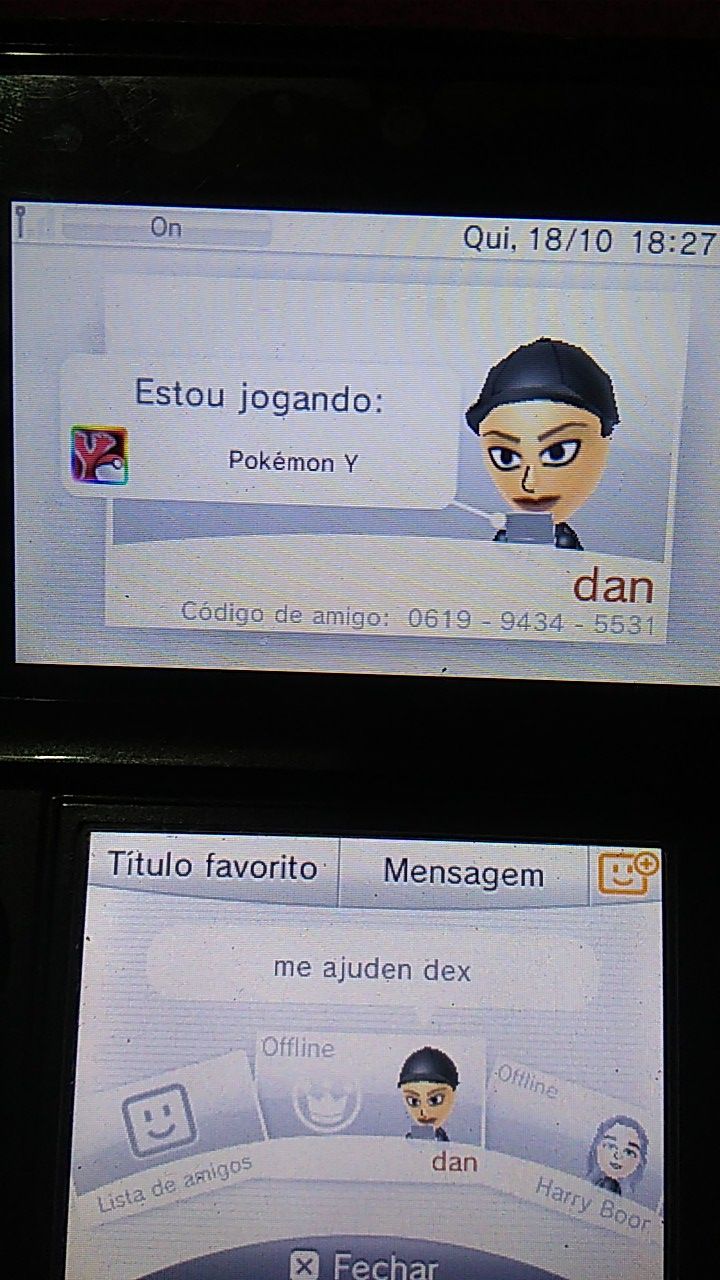 On
Qui, 18/10 18:27
Estou jogando:
Pokémon Y
dan
Código de amigo: 0619 - 9434 - 5531
Título favorito
Mensagem
me ajuden dex
Offline
Offline
Lista de amigos
dan
Harry Boor
X Fechar